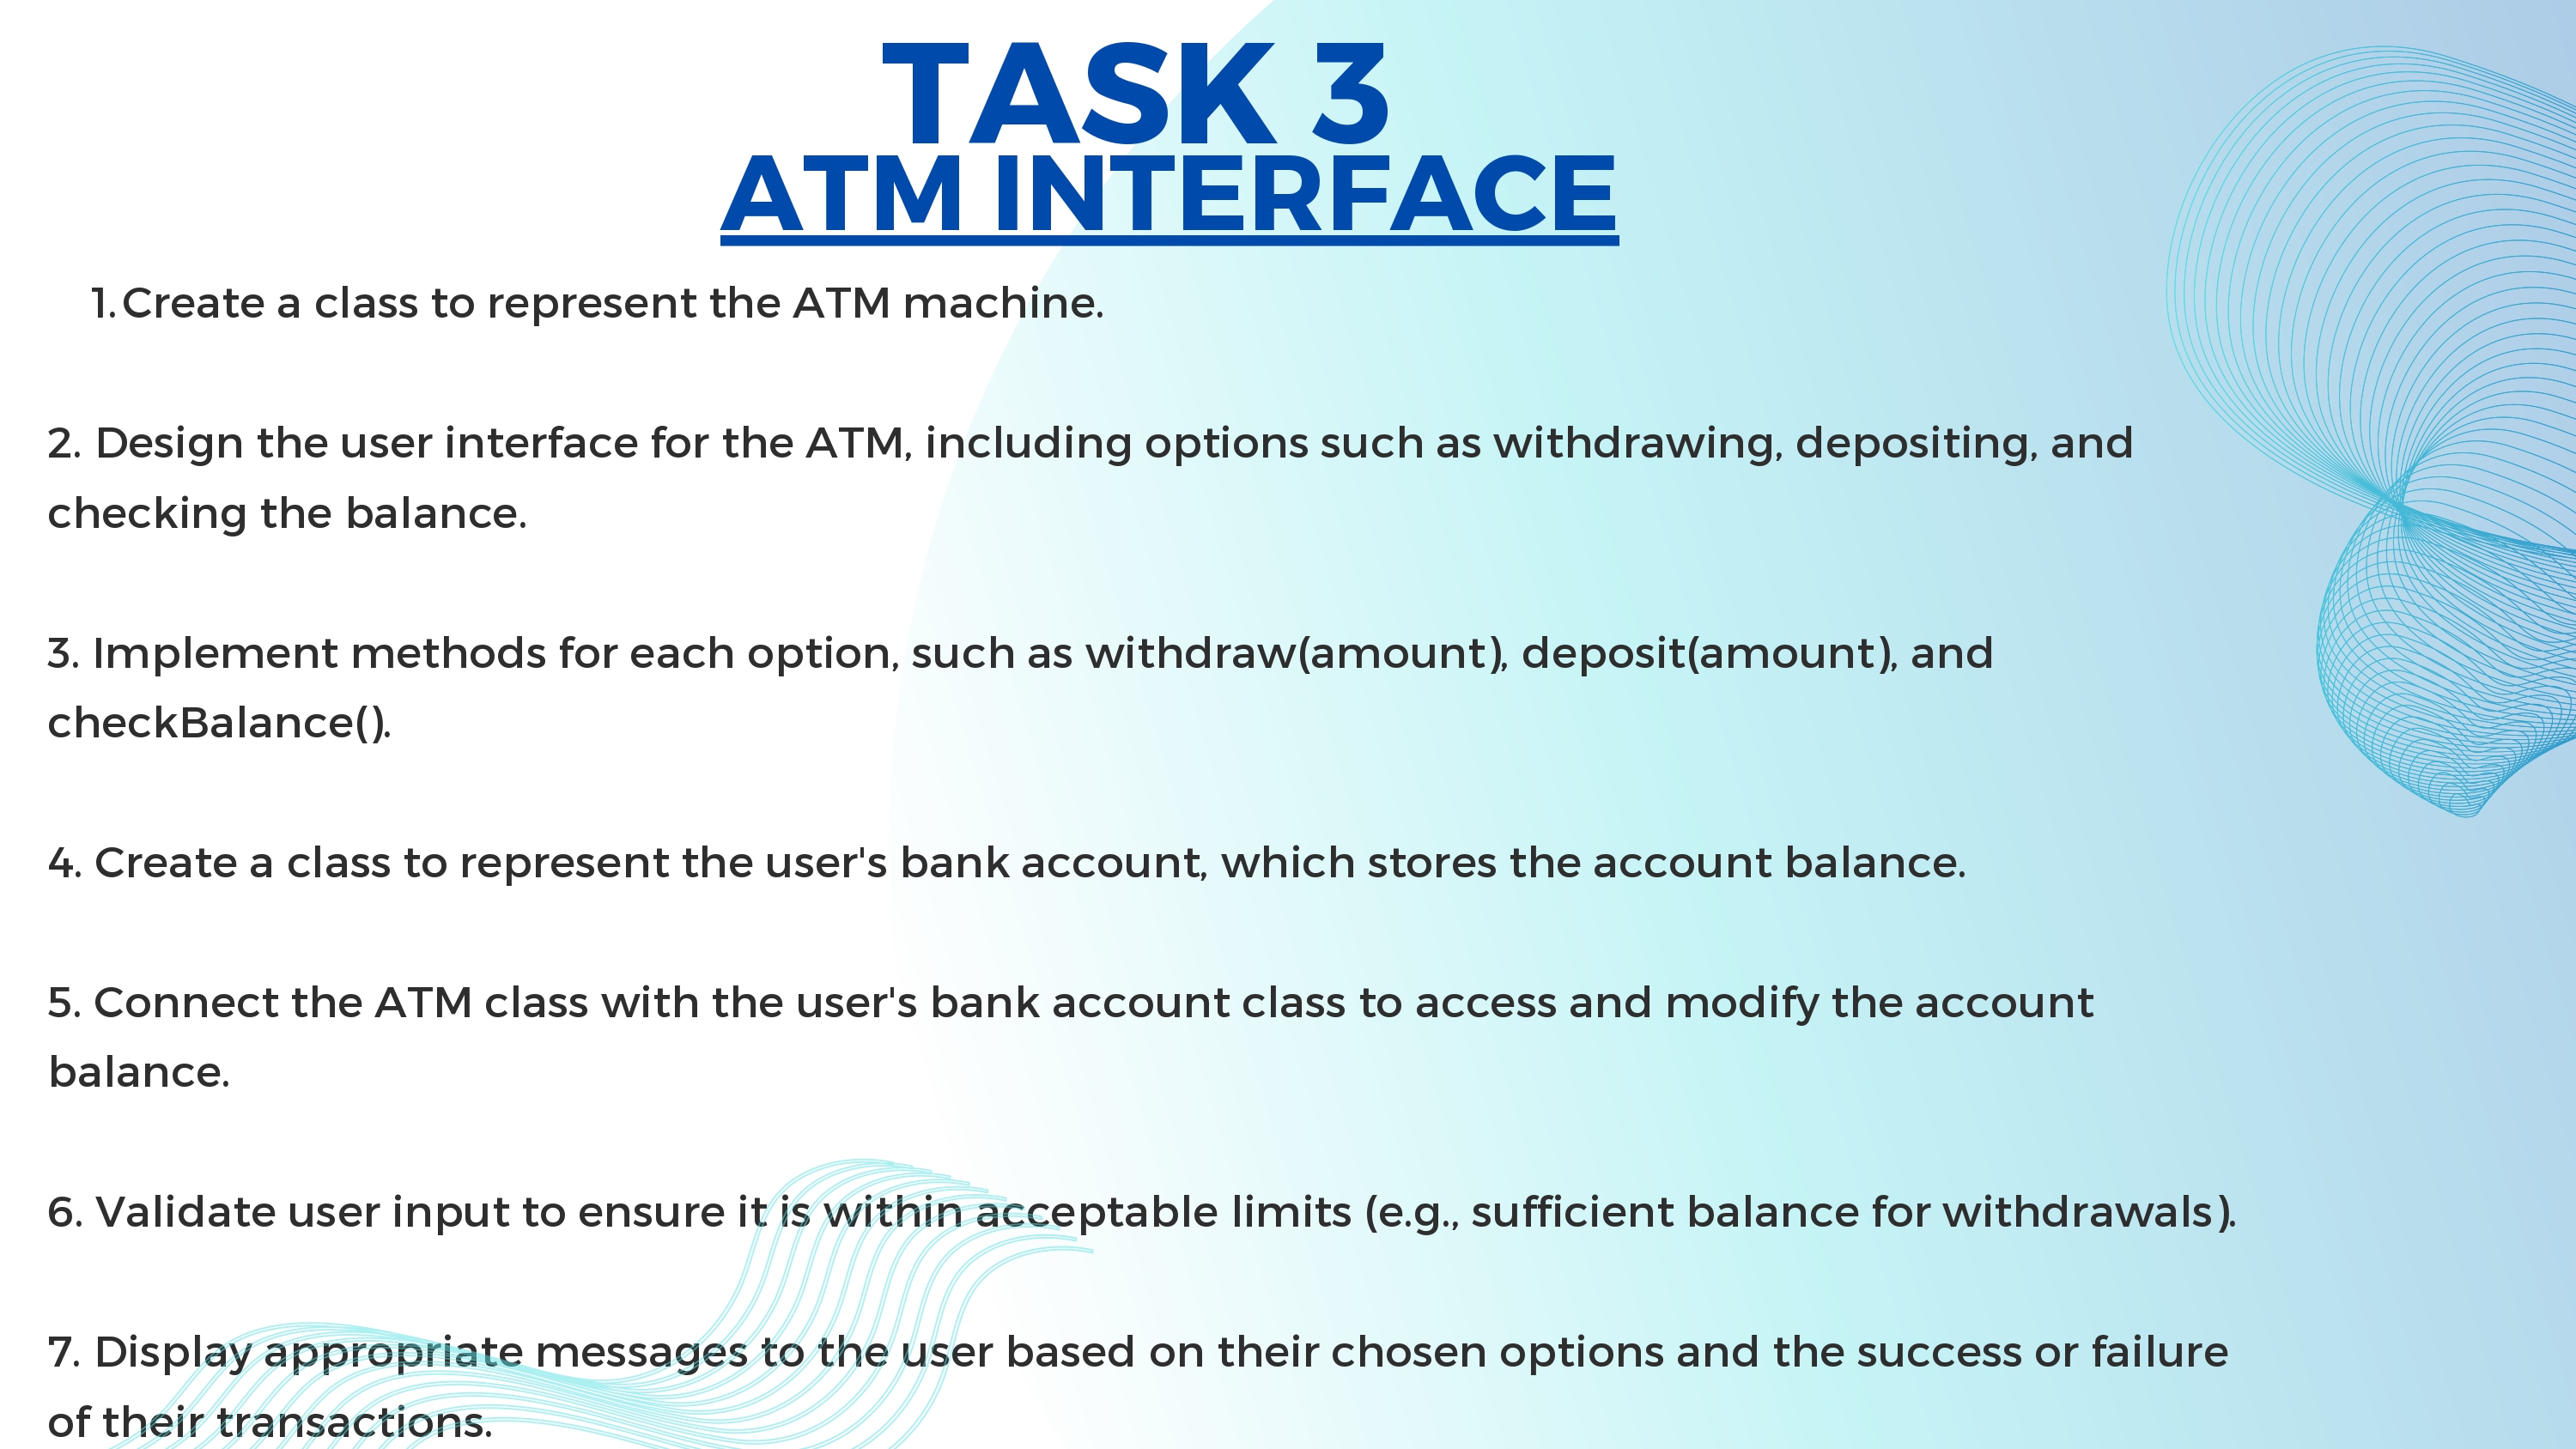 TASK 3
ATM INTERFACE
1. Create a class to represent the ATM machine.
2. Design the user interface for the ATM, including options such as withdrawing, depositing, and
checking the balance.
3. Implement methods for each option, such as withdraw(amount), deposit(amount), and
checkBalance().
4. Create a class to represent the user's bank account, which stores the account balance.
5. Connect the ATM class with the user's bank account class to access and modify the account
balance.
6. Validate user input to ensure it is within acceptable limits (e.g., sufficient balance for withdrawals).
7. Display appropriate messages to the user based on their chosen options and the success or failure
of their transactions.